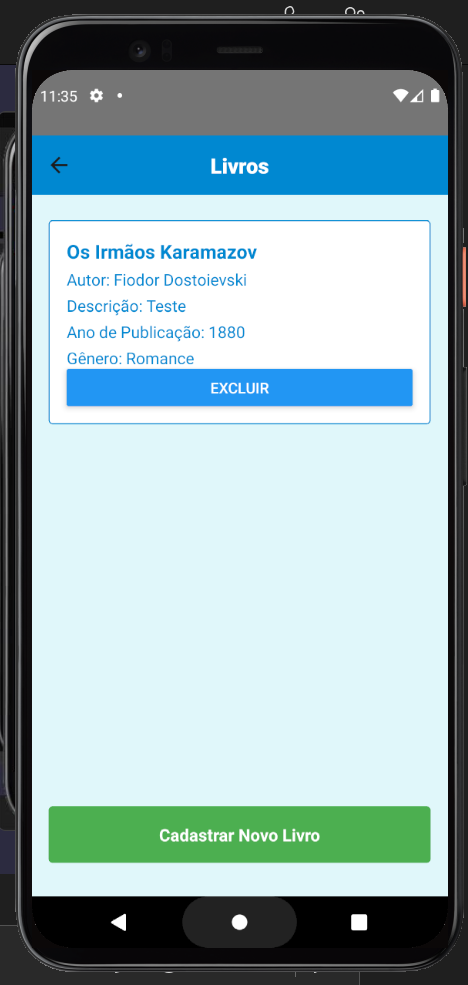 11:35
Livros
Os Irmãos Karamazov
Autor: Fiodor Dostoievski
Descrição: Teste
Ano de Publicação: 1880
Gênero: Romance
EXCLUIR
Cadastrar Novo Livro